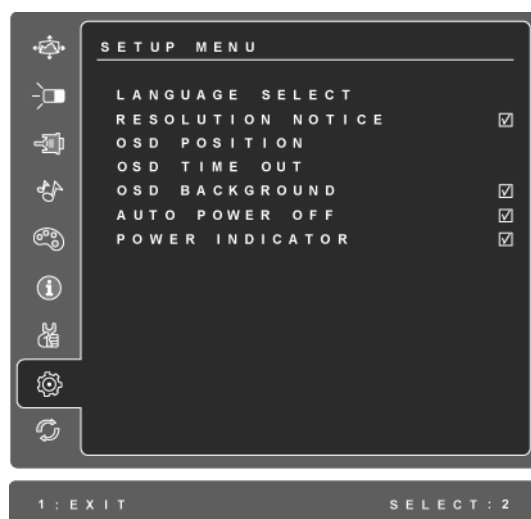 SETUP MENU
LANGUAGE SELECT
RESOLUTION NOTICE
OSD POSITION
OSD TIME OUT
OSD BACKGROUND
AUTO POWER OFF
POWER INDICATOR
1:EXIT SELECT:2